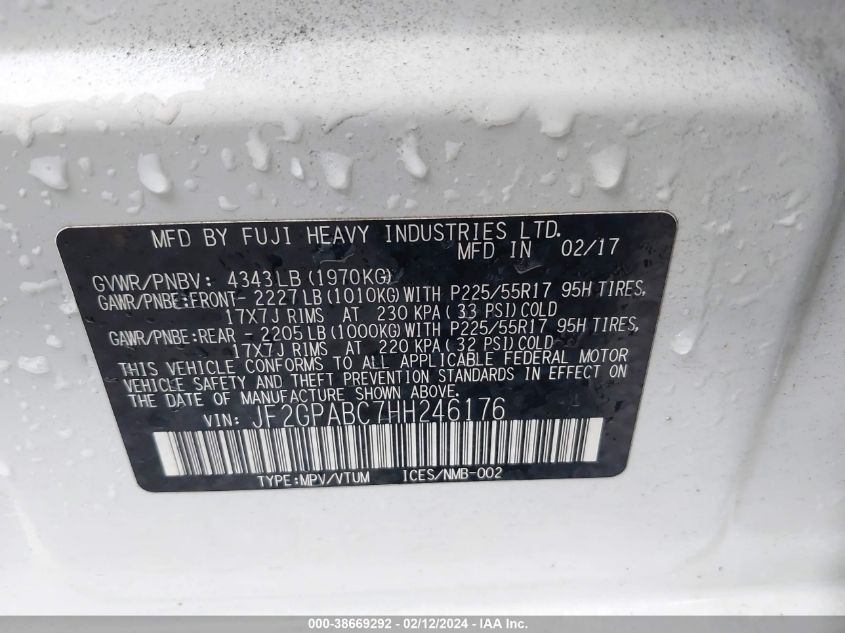 MFD BY FUJI HEAVY INDUSTRIES LTD.
MFD IN 02/17
GVWR/PNBV: 4343LB(1970KG)
GAWR/PNBE:FRONT- 2227LB(1010KG)WITH P225/55R17 95H TIRES,
17X7J RIMS AT 230 KPA(33 PSI)COLD
GAWR/PNBE:REAR - 2205LB(1000KG)WITH P225/55R17 95H TIRES,
17X7J RIMS AT 220 KPA(32 PSI)COLD
THIS VEHICLE CONFORMS TO ALL APPLICABLE FEDERAL MOTOR
VEHICLE SAFETY AND THEFT PREVENTION STANDARDS IN EFFECT ON
THE DATE OF MANUFACTURE SHOWN ABOVE.
VIN: JF2GPABC7HH246176
TYPE:MPV/VTUM ICES/NMB-002
000-38669292 - 02/12/2024 - IAA Inc.